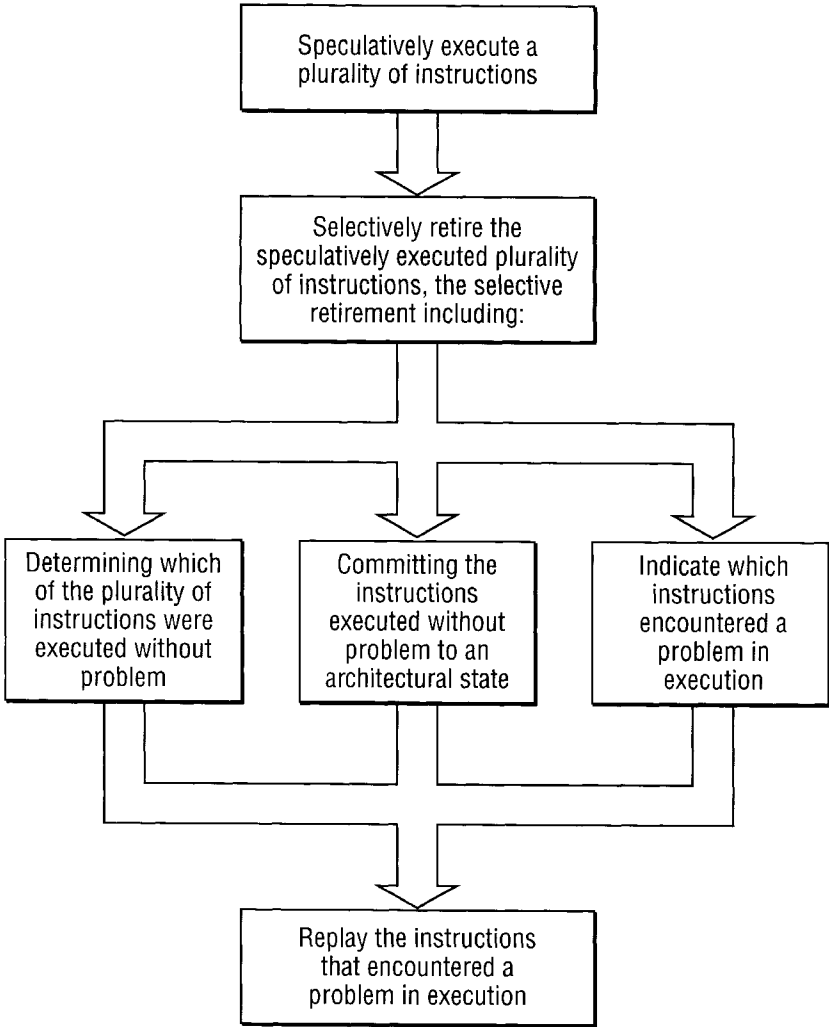 Speculatively execute a
plurality of instructions
Selectively retire the
speculatively executed plurality
of instructions, the selective
retirement including:
Determining which
of the plurality of
instructions were
executed without
problem
Committing the
instructions
executed without
problem to an
architectural state
Indicate which
instructions
encountered a
problem in
execution
Replay the instructions
that encountered a
problem in execution